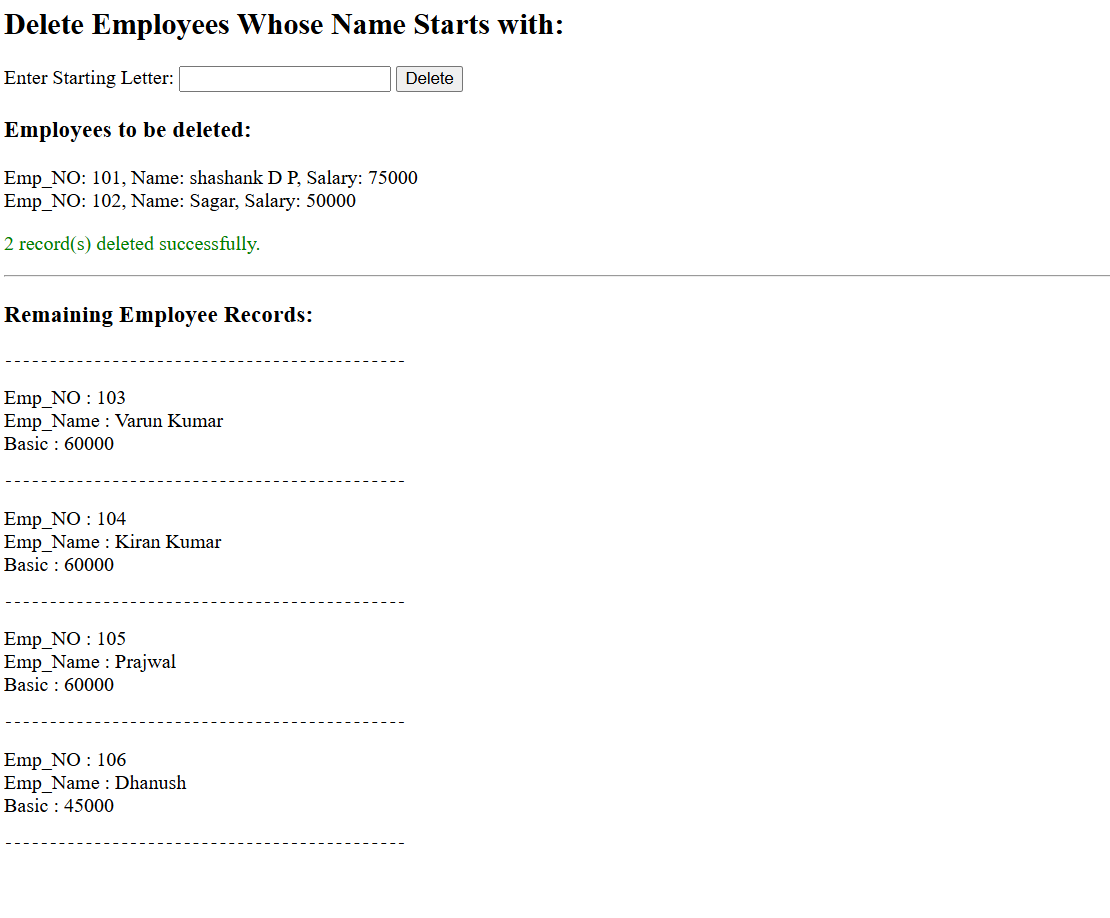 Delete Employees Whose Name Starts with:
Enter Starting Letter: Delete
Employees to be deleted:
Emp_NO: 101, Name: shashank D P, Salary: 75000
Emp_NO: 102, Name: Sagar, Salary: 50000
2 record(s) deleted successfully.
Remaining Employee Records:
---------------------------------------------
Emp_NO : 103
Emp_Name : Varun Kumar
Basic : 60000
---------------------------------------------
Emp_NO : 104
Emp_Name : Kiran Kumar
Basic : 60000
---------------------------------------------
Emp_NO : 105
Emp_Name : Prajwal
Basic : 60000
---------------------------------------------
Emp_NO : 106
Emp_Name : Dhanush
Basic : 45000
---------------------------------------------